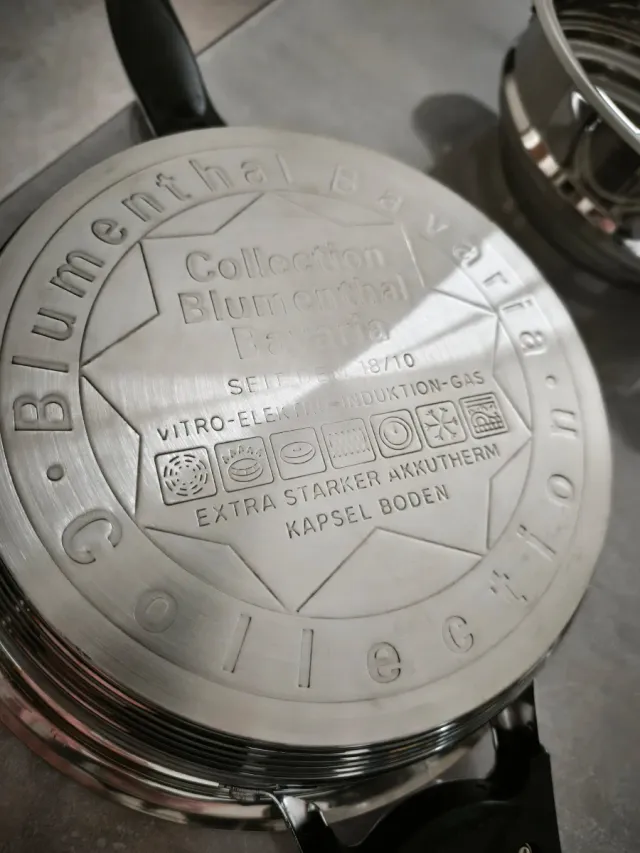 Blumenthal Bavaria
Collection
Collection
Blumenthal
Bavaria
18/10
VITRO-ELEKTRO-INDUKTION-GAS
EXTRA STARKER AKKUTHERM
KAPSEL BODEN